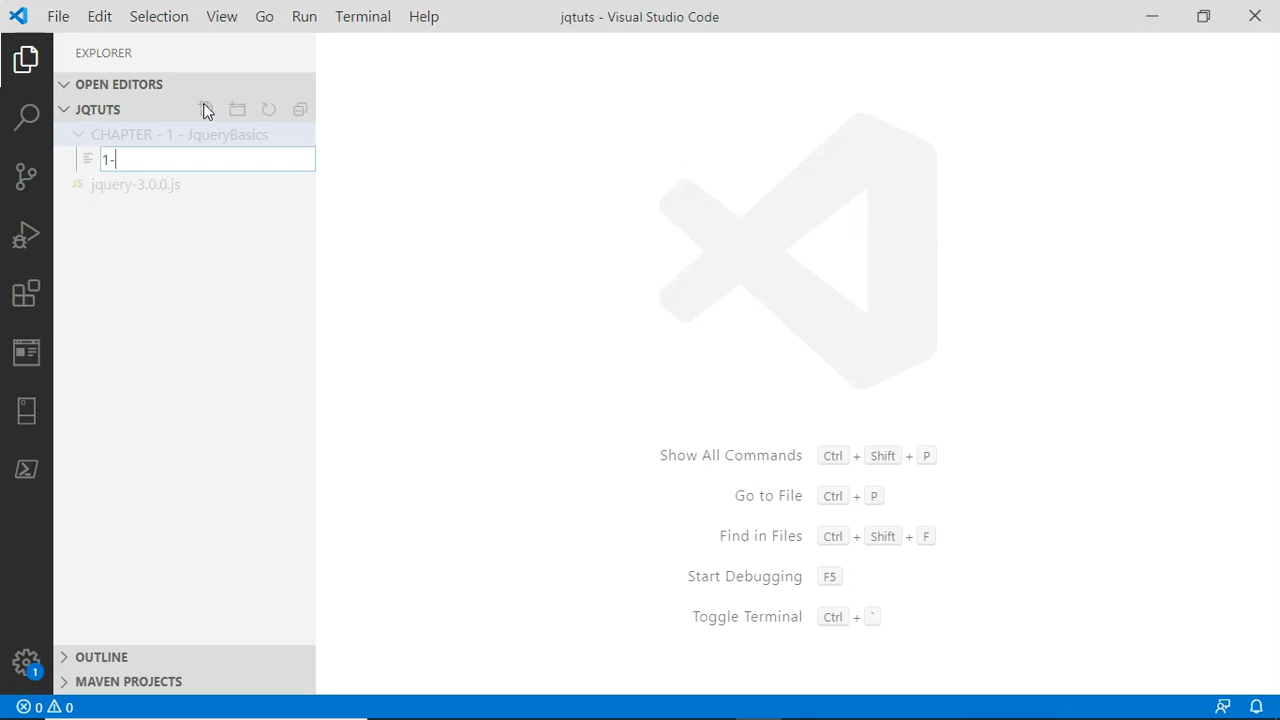 File Edit Selection View Go Run Terminal Help
jqtuts - Visual Studio Code
EXPLORER
OPEN EDITORS
JQTUTS
CHAPTER - 1 - JqueryBasics
1-
JS jquery-3.0.0.js
Show All Commands Ctrl + Shift + P
Go to File Ctrl + P
Find in Files Ctrl + Shift + F
Start Debugging F5
Toggle Terminal Ctrl + `
OUTLINE
MAVEN PROJECTS
1
0 0